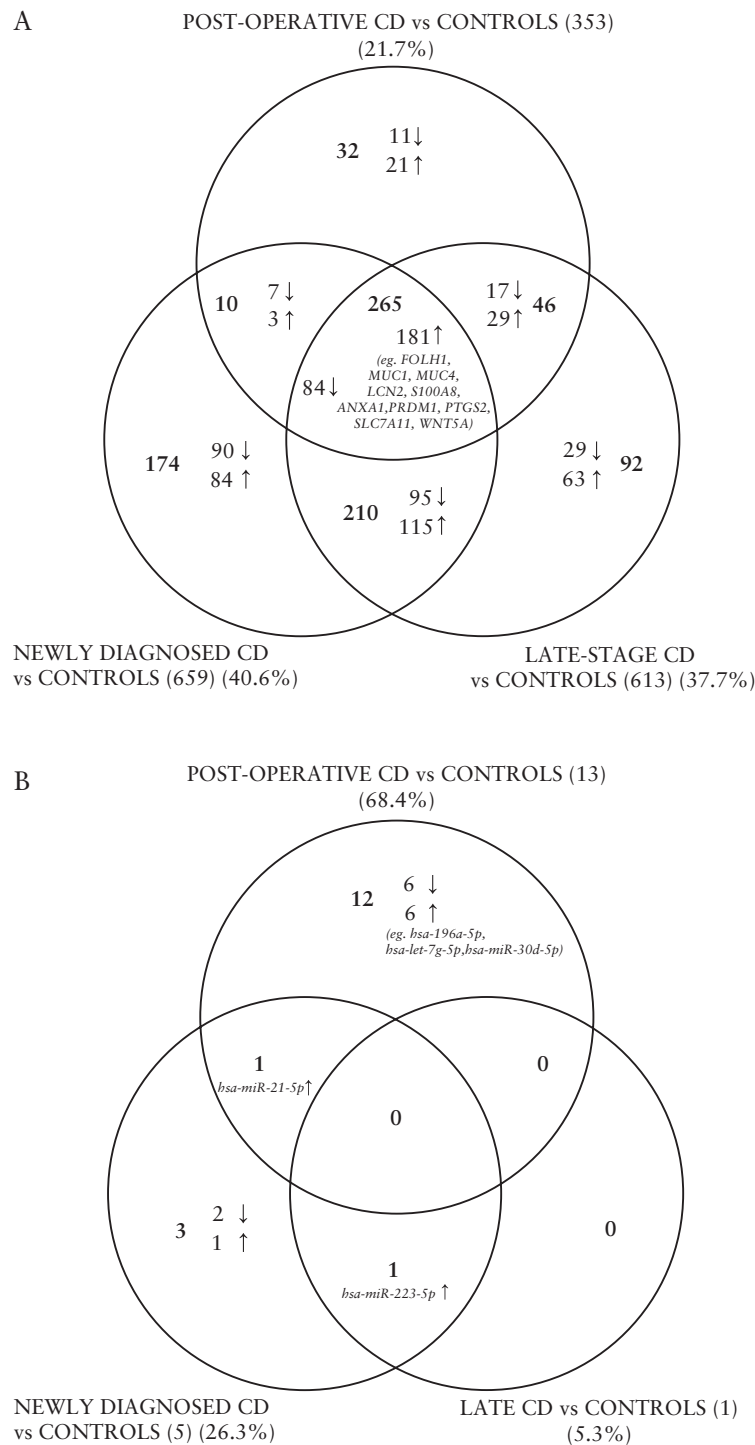 A
POST-OPERATIVE CD vs CONTROLS (353)
(21.7%)
32
11↓
21↑
10
7↓
3↑
265
181↑
(eg. FOLH1,
MUC1, MUC4,
LCN2, S100A8,
ANXA1,PRDM1, PTGS2,
SLC7A11, WNT5A)
84↓
17↓
29↑
46
174
90↓
84↑
210
95↓
115↑
29↓
63↑
92
NEWLY DIAGNOSED CD
vs CONTROLS (659) (40.6%)
LATE-STAGE CD
vs CONTROLS (613) (37.7%)
B
POST-OPERATIVE CD vs CONTROLS (13)
(68.4%)
12
6 ↓
6 ↑
(eg. hsa-196a-5p,
hsa-let-7g-5p,hsa-miR-30d-5p)
1
hsa-miR-21-5p↑
0
0
3
2 ↓
1 ↑
1
hsa-miR-223-5p ↑
0
NEWLY DIAGNOSED CD
vs CONTROLS (5) (26.3%)
LATE CD vs CONTROLS (1)
(5.3%)